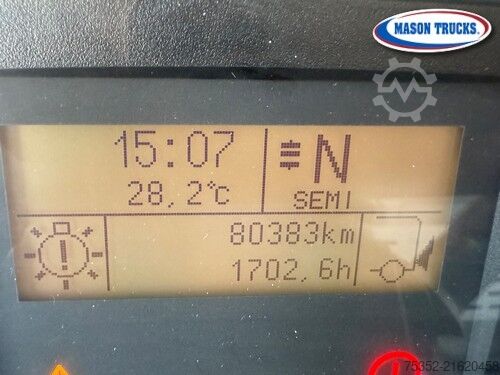 MASON TRUCKS.
15:07
N
28,2°c
SEMI
80383km
1702,6h
75352-21620458